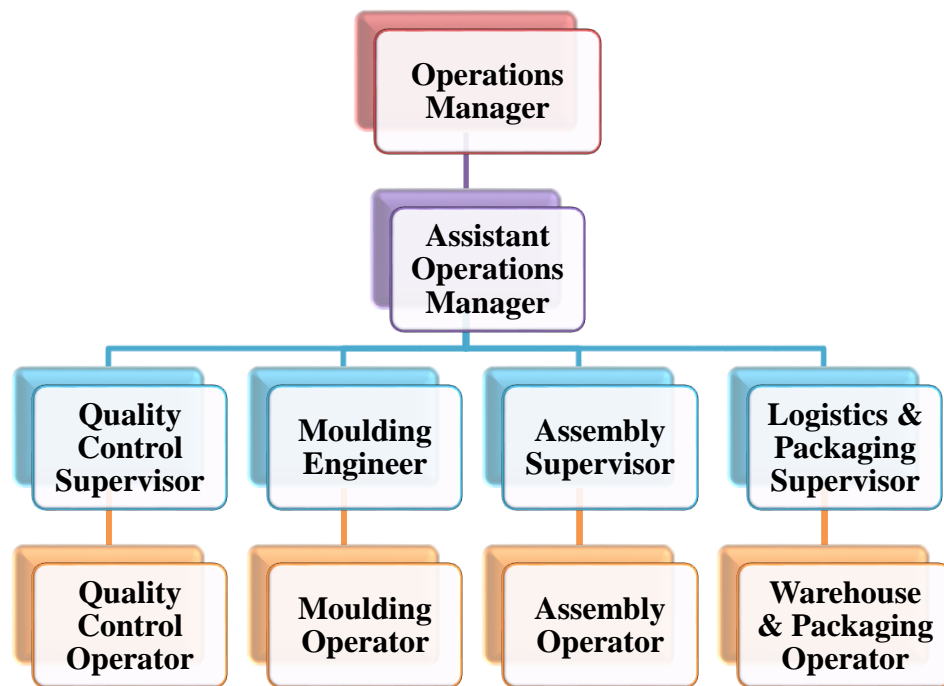 Operations
Manager
Assistant
Operations
Manager
Quality
Control
Supervisor
Moulding
Engineer
Assembly
Supervisor
Logistics &
Packaging
Supervisor
Quality
Control
Operator
Moulding
Operator
Assembly
Operator
Warehouse
& Packaging
Operator